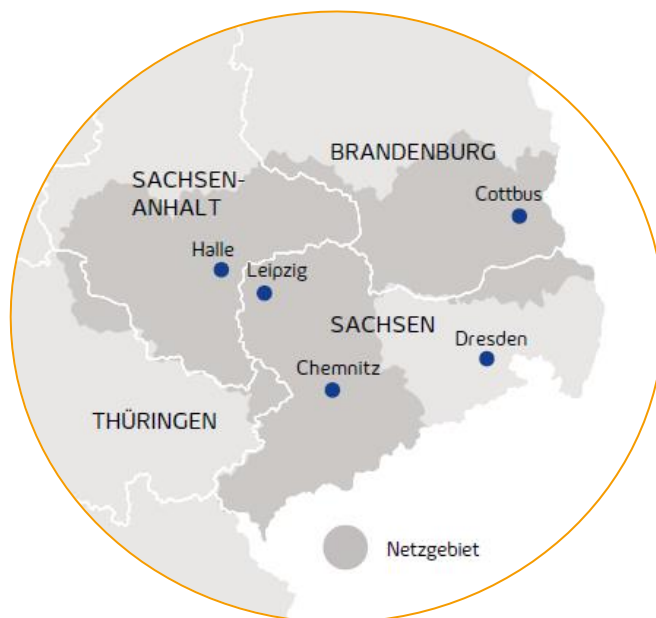 BRANDENBURG
SACHSEN-
ANHALT
Cottbus
Halle
Leipzig
SACHSEN
Dresden
Chemnitz
THÜRINGEN
Netzgebiet